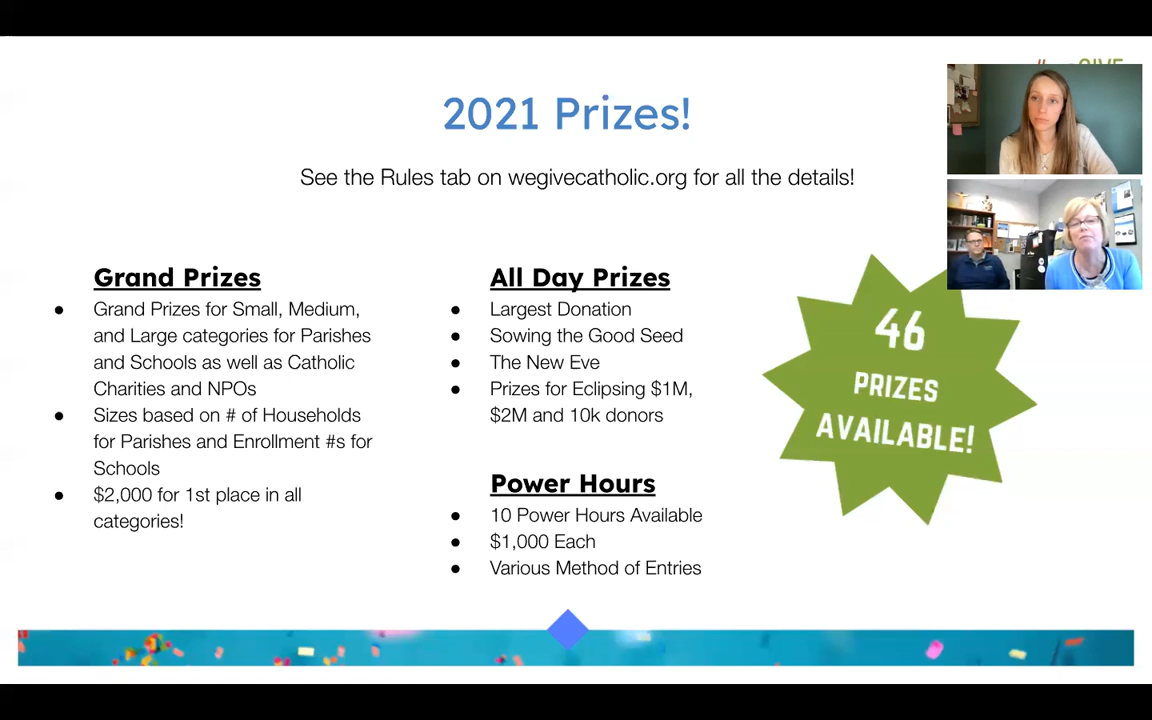 2021 Prizes!
See the Rules tab on wegivecatholic.org for all the details!
Grand Prizes
● Grand Prizes for Small, Medium,
and Large categories for Parishes
and Schools as well as Catholic
Charities and NPOs
● Sizes based on # of Households
for Parishes and Enrollment #s for
Schools
● $2,000 for 1st place in all
categories!
All Day Prizes
● Largest Donation
● Sowing the Good Seed
● The New Eve
● Prizes for Eclipsing $1M,
$2M and 10k donors
Power Hours
● 10 Power Hours Available
● $1,000 Each
● Various Method of Entries
46
PRIZES
AVAILABLE!